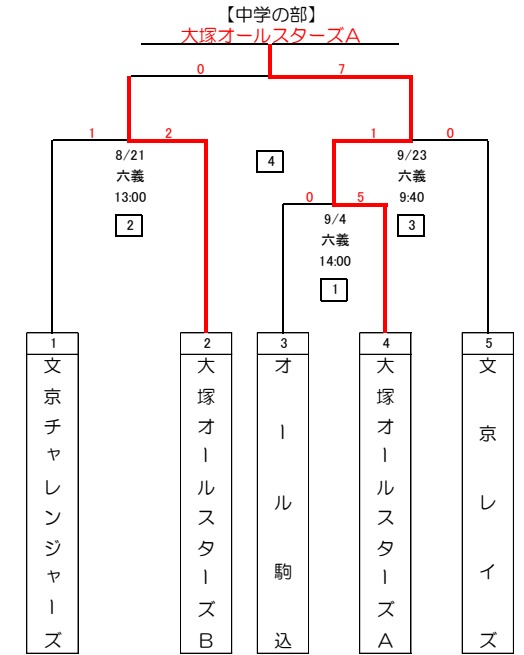 【中学の部】
大塚オールスターズA
0 7
1 2
1 0
8/21
六義
13:00
2
4
9/23
六義
9:40
3
0 5
9/4
六義
14:00
1
1
文京チャレンジャーズ
2
大塚オールスターズB
3
オール駒込
4
大塚オールスターズA
5
文京レイズ